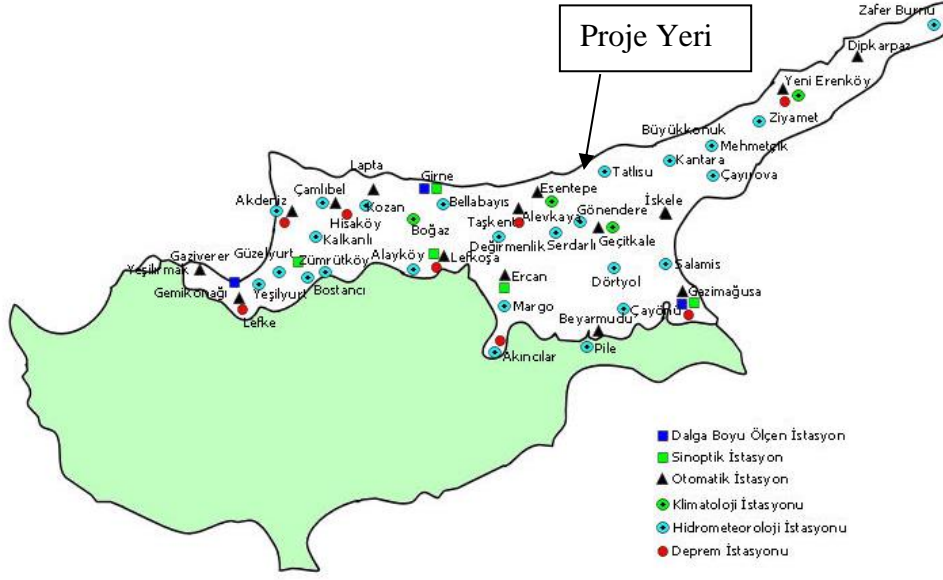 Zafer Burnu
Proje Yeri
Dipkarpaz
Yeni Erenköy
Ziyamet
Büyükkonuk
Mehmetçik
Kantara
Çayırova
Tatlısu
Lapta
Girne
Esentepe
İskele
Akdeniz
Çamlıbel
Kozan
Bellabayıs
Gönendere
Hisaköy
Taşkent
Alevkaya
Boğaz
Geçitkale
Kalkanlı
Değirmenlik
Serdarlı
Gaziverer
Güzelyurt
Zümrütköy
Alayköy
Lefkoşa
Salamis
Yeşilırmak
Ercan
Dörtyol
Gemikonağı
Yeşilyurt
Bostancı
Gazimağusa
Margo
Çayönü
Lefke
Beyarmudu
Akıncılar
Pile
Dalga Boyu Ölçen İstasyon
Sinoptik İstasyon
Otomatik İstasyon
Klimatoloji İstasyonu
Hidrometeoroloji İstasyonu
Deprem İstasyonu